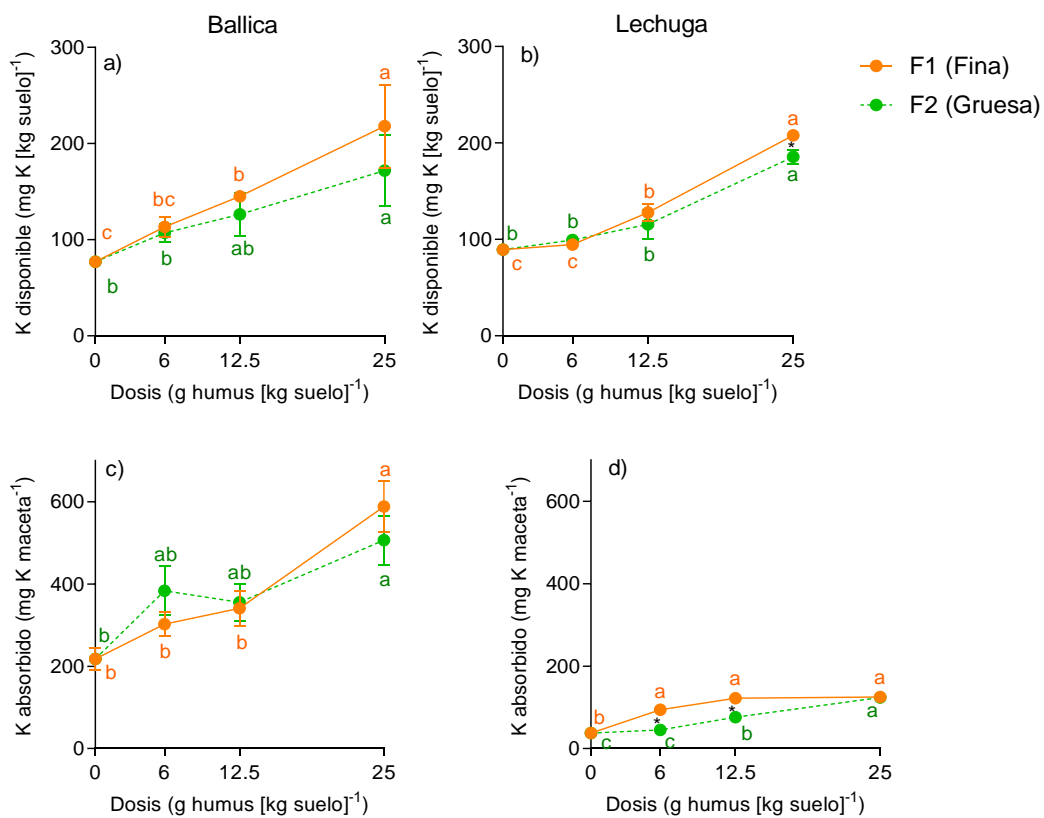 Ballica
Lechuga
F1 (Fina)
F2 (Gruesa)
a)
300
200
100
0
K disponible (mg K [kg suelo]-1)
c
bc
b
a
b
b
ab
a
0 6 12.5 25
Dosis (g humus [kg suelo]-1)
b)
300
200
100
0
K disponible (mg K [kg suelo]-1)
b
b
b
a
*
c
c
b
a
0 6 12.5 25
Dosis (g humus [kg suelo]-1)
c)
600
400
200
0
K absorbido (mg K maceta-1)
b
ab
ab
a
b
b
b
a
0 6 12.5 25
Dosis (g humus [kg suelo]-1)
d)
600
400
200
0
K absorbido (mg K maceta-1)
b
a
a
a
*
*
c
c
b
a
0 6 12.5 25
Dosis (g humus [kg suelo]-1)